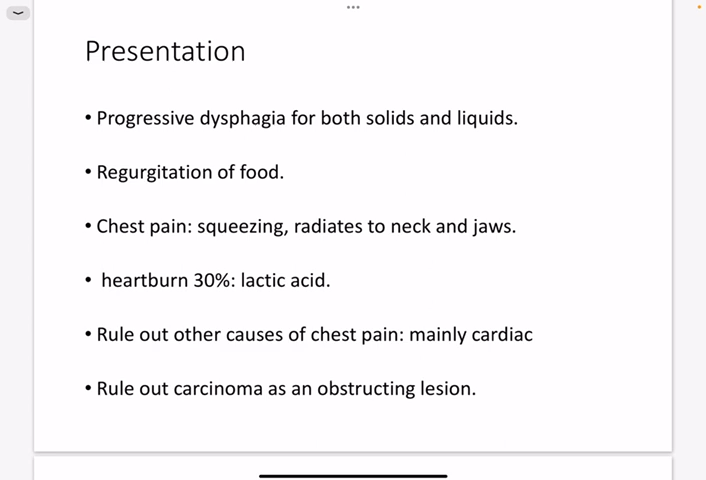 Presentation
• Progressive dysphagia for both solids and liquids.
• Regurgitation of food.
• Chest pain: squeezing, radiates to neck and jaws.
• heartburn 30%: lactic acid.
• Rule out other causes of chest pain: mainly cardiac
• Rule out carcinoma as an obstructing lesion.